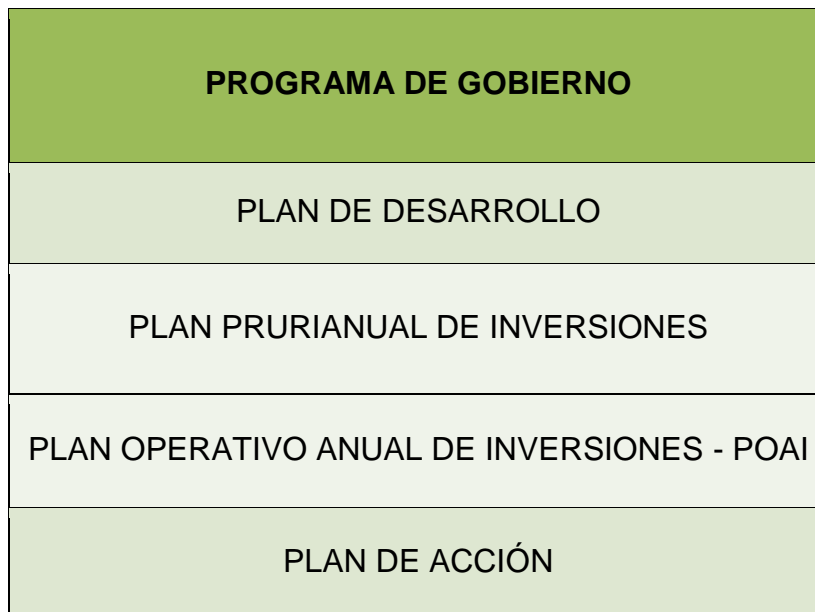 PROGRAMA DE GOBIERNO
PLAN DE DESARROLLO
PLAN PRURIANUAL DE INVERSIONES
PLAN OPERATIVO ANUAL DE INVERSIONES - POAI
PLAN DE ACCIÓN